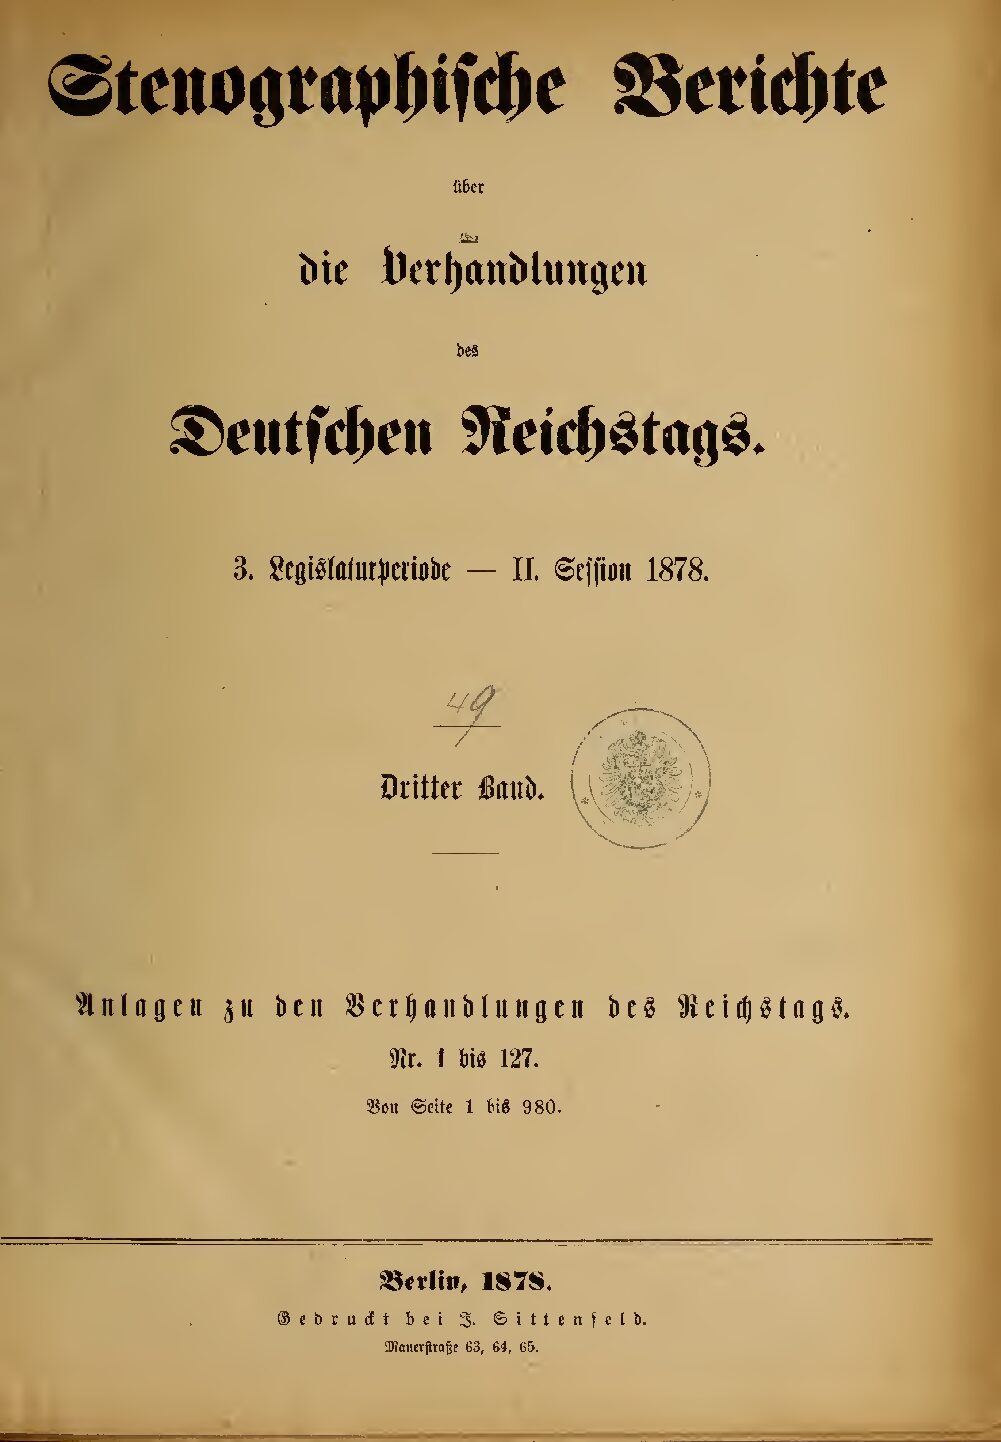 Stenographische Berichte
über
die Verhandlungen
des
Deutschen Reichstags.
3. Legislaturperiode — II. Session 1878.
49
Dritter Band.
Anlagen zu den Verhandlungen des Reichstags.
Nr. 1 bis 127.
Von Seite 1 bis 980.
Berlin, 1878.
Gedruckt bei J. Sittenfeld.
Mauerstraße 63, 64, 65.